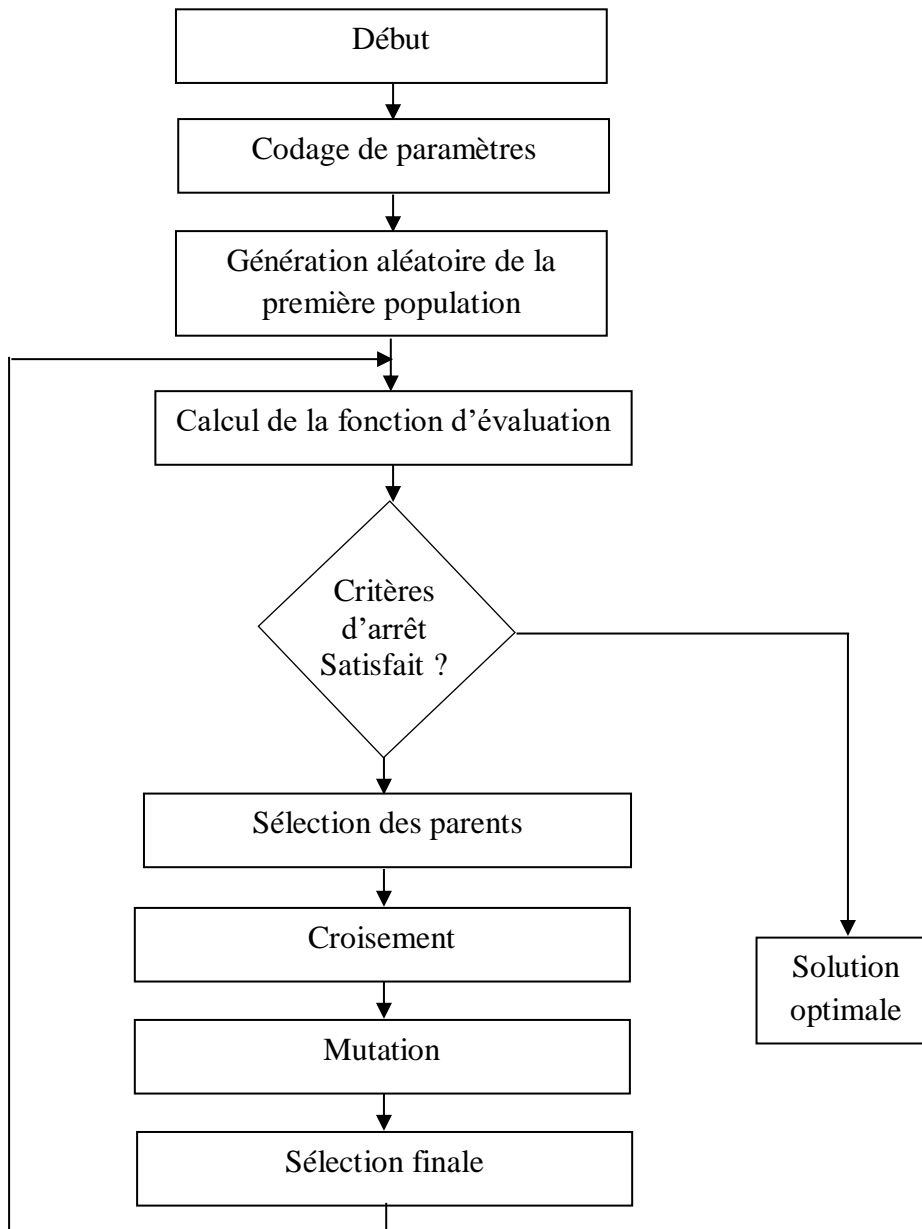 Début
Codage de paramètres
Génération aléatoire de la
première population
Calcul de la fonction d’évaluation
Critères
d’arrêt
Satisfait ?
Sélection des parents
Croisement
Solution
optimale
Mutation
Sélection finale